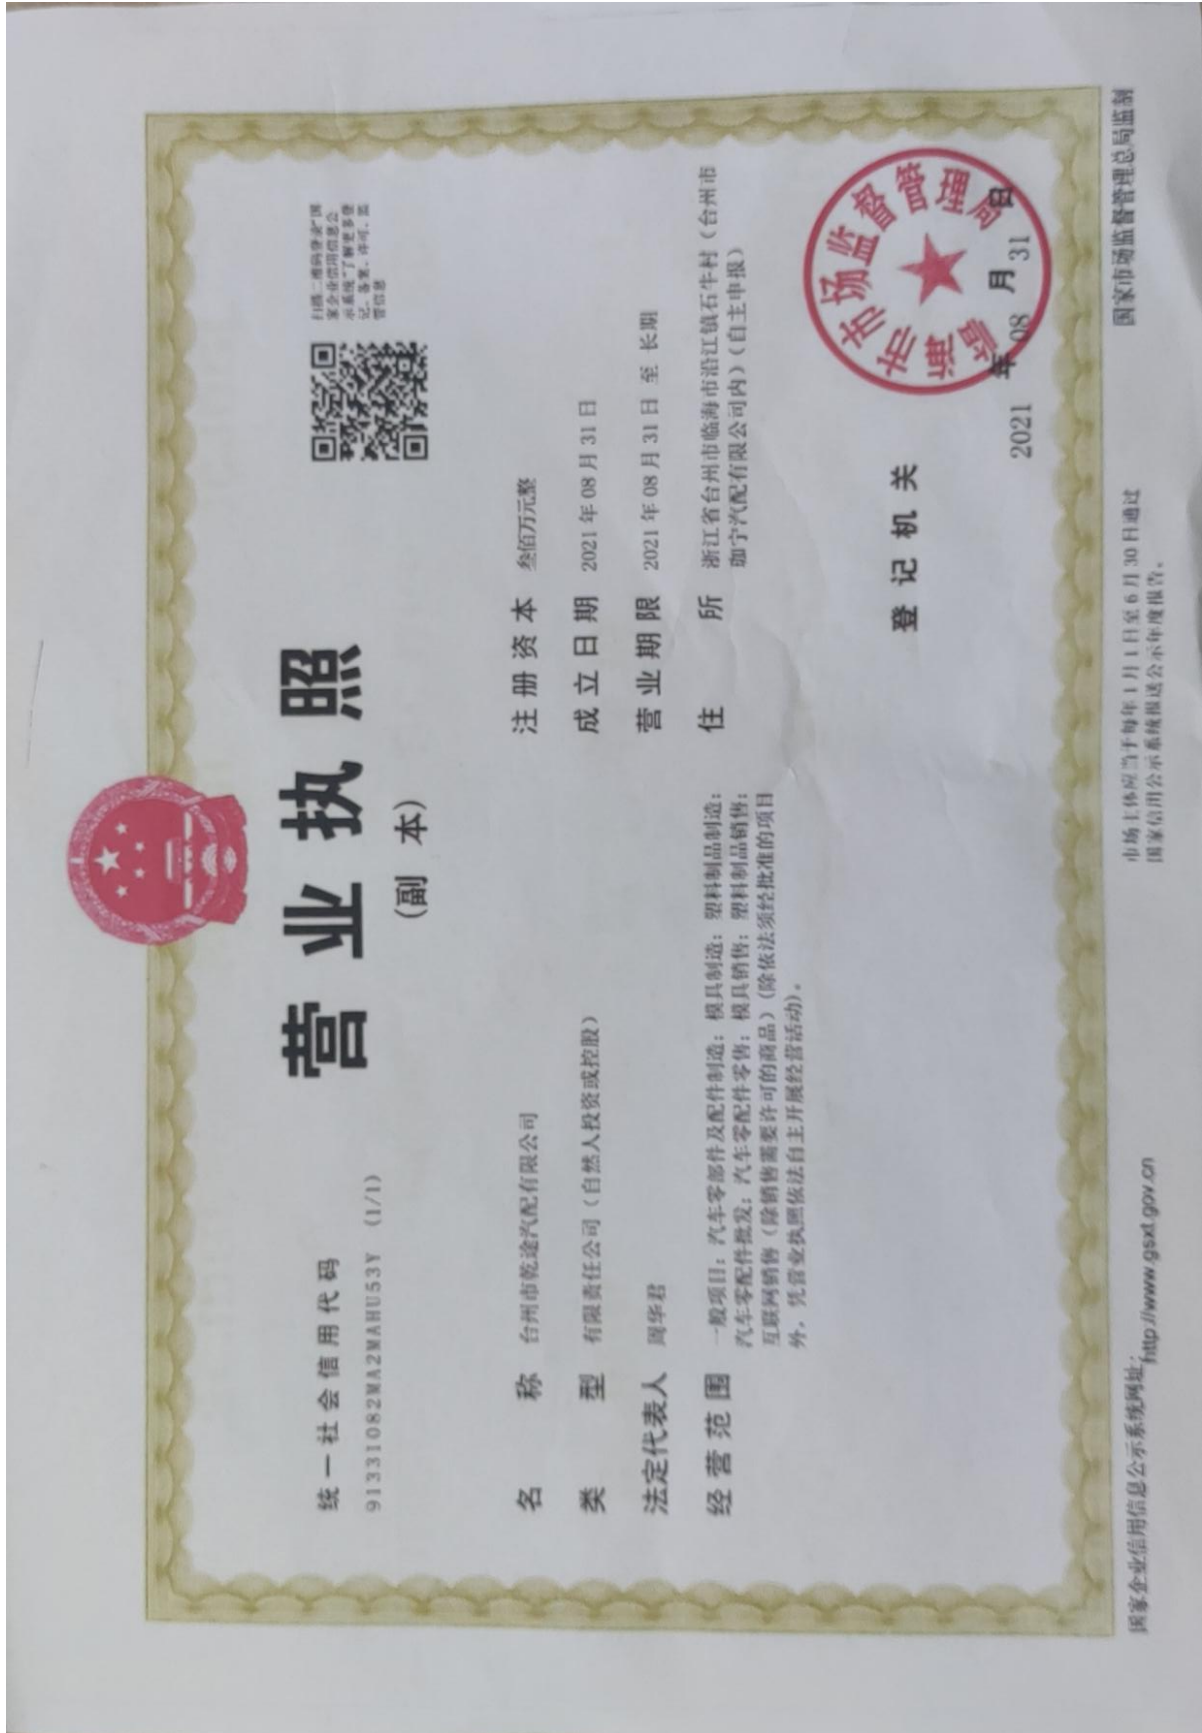 营业执照
(副 本)
统一社会信用代码
91331082MA2MAHU53Y (1/1)
扫描二维码登录“国
家企业信用信息公
示系统”了解更多登
记、备案、许可、监
管信息
名 称 台州市乾途汽配有限公司
类 型 有限责任公司（自然人投资或控股）
法定代表人 周华君
经营范围 一般项目：汽车零部件及配件制造；模具制造；塑料制品制造；
汽车零配件批发；汽车零配件零售；模具销售；塑料制品销售；
互联网销售（除销售需要许可的商品）（除依法须经批准的项目
外，凭营业执照依法自主开展经营活动）。
注册资本 叁佰万元整
成立日期 2021年08月31日
营业期限 2021年08月31日 至 长期
住 所 浙江省台州市临海市沿江镇石牛村（台州市
宁汽配有限公司内）（自主申报）
登记机关
市场监督管理局
2021年08月31日
国家企业信用信息公示系统网址：http://www.gsxt.gov.cn
市场主体应当于每年1月1日至6月30日通过
国家信用公示系统报送公示年度报告。
国家市场监督管理总局监制